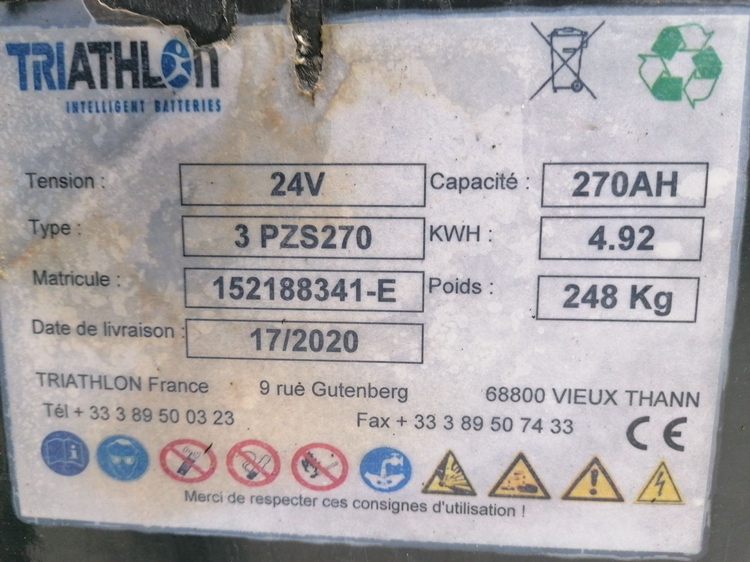 TRIATHLON
INTELLIGENT BATTERIES
Tension : 24V Capacité : 270AH
Type : 3 PZS270 KWH : 4.92
Matricule : 152188341-E Poids : 248 Kg
Date de livraison : 17/2020
TRIATHLON France 9 rue Gutenberg 68800 VIEUX THANN
Tél + 33 3 89 50 03 23 Fax + 33 3 89 50 74 33
CE
Merci de respecter ces consignes d'utilisation !